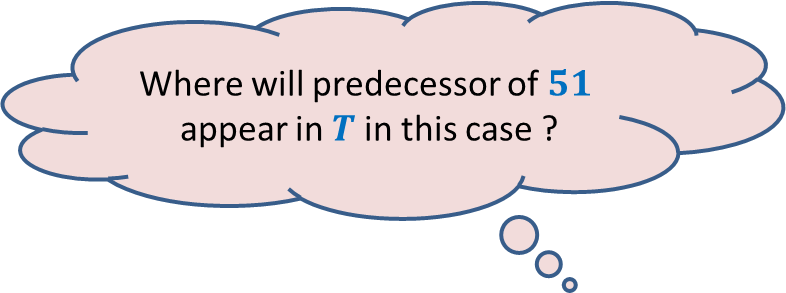 Where will predecessor of 51
appear in T in this case ?